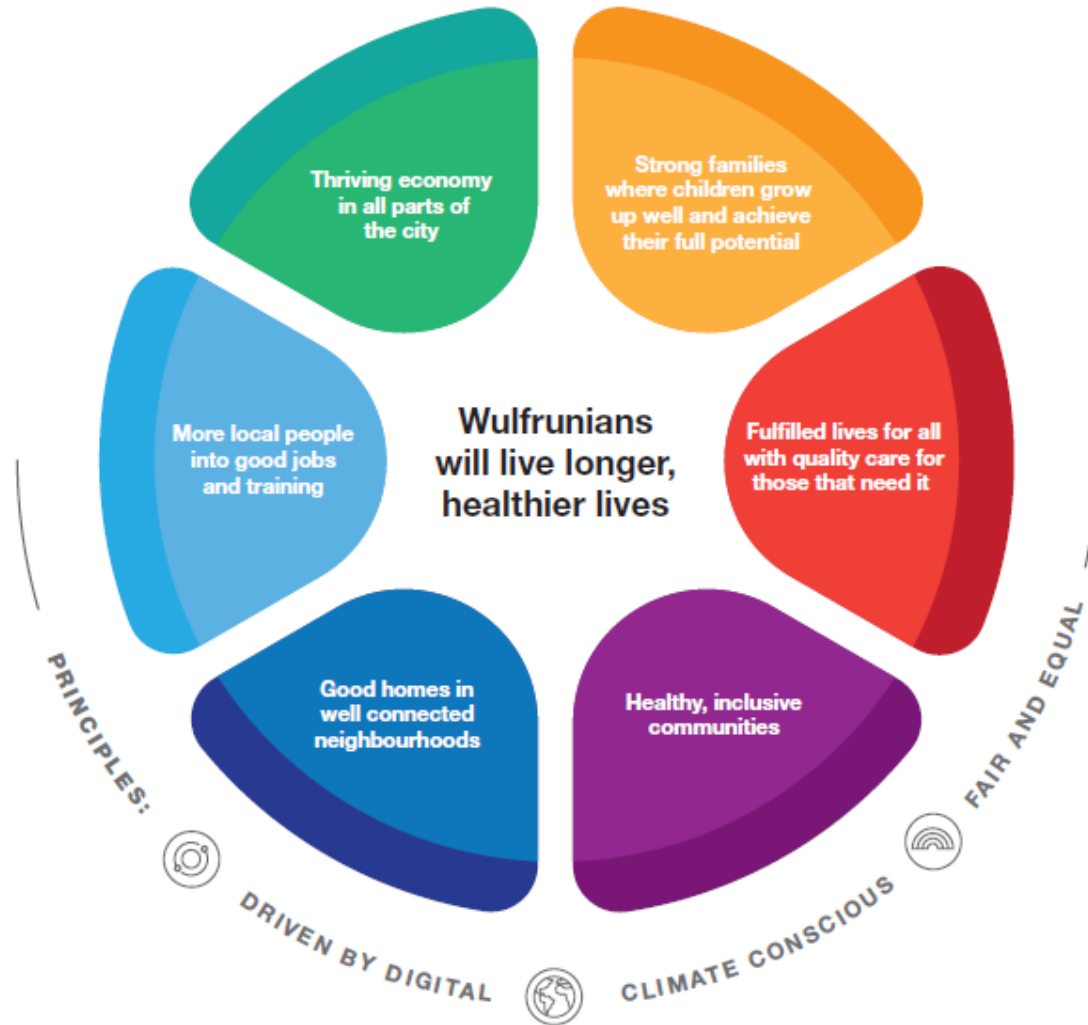 Thriving economy
in all parts of
the city
Strong families
where children grow
up well and achieve
their full potential
More local people
into good jobs
and training
Wulfrunians
will live longer,
healthier lives
Fulfilled lives for all
with quality care for
those that need it
Good homes in
well connected
neighbourhoods
Healthy, inclusive
communities
PRINCIPLES:
DRIVEN BY DIGITAL
CLIMATE CONSCIOUS
FAIR AND EQUAL